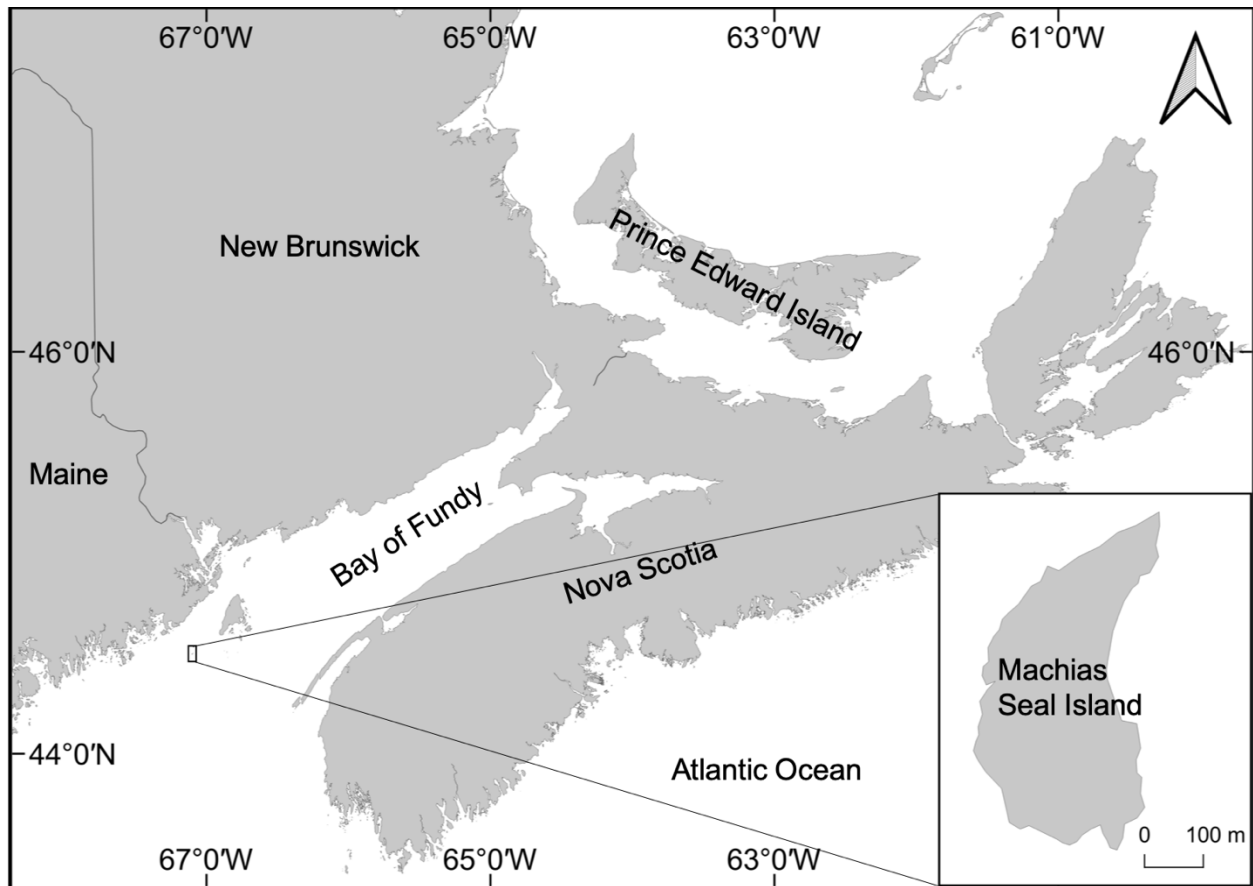 67°0′W
65°0′W
63°0′W
61°0′W
New Brunswick
Prince Edward Island
46°0′N
46°0′N
Maine
Bay of Fundy
Nova Scotia
Machias
Seal Island
44°0′N
Atlantic Ocean
0 100 m
67°0′W
65°0′W
63°0′W